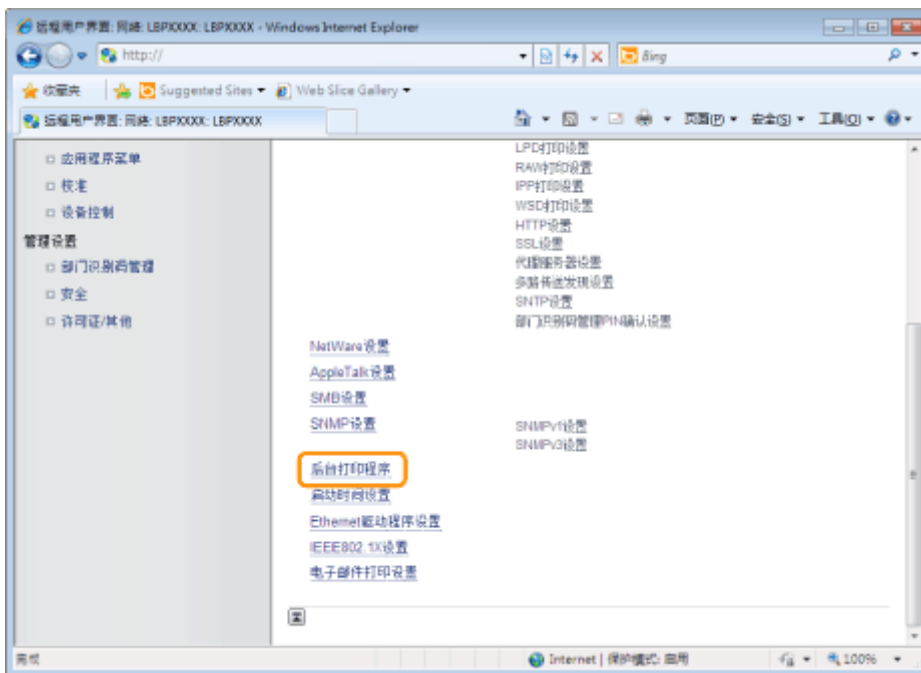 远程用户界面: 网络: LBPXXXX: LBPXXXX - Windows Internet Explorer
http://
Bing
收藏夹 Suggested Sites Web Slice Gallery
远程用户界面: 网络: LBPXXXX: LBPXXXX
页面(P) 安全(S) 工具(O)
应用程序菜单
校准
设备控制
管理设置
部门识别码管理
安全
许可证/其他
LPD打印设置
RAW打印设置
IPP打印设置
WSD打印设置
HTTP设置
SSL设置
代理服务器设置
多路传送发现设置
SNTP设置
部门识别码管理PIN确认设置
NetWare设置
AppleTalk设置
SMB设置
SNMP设置
SNMPv1设置
SNMPv3设置
后台打印程序
启动时间设置
Ethernet驱动程序设置
IEEE802.1X设置
电子邮件打印设置
完成
Internet | 保护模式: 启用
100%